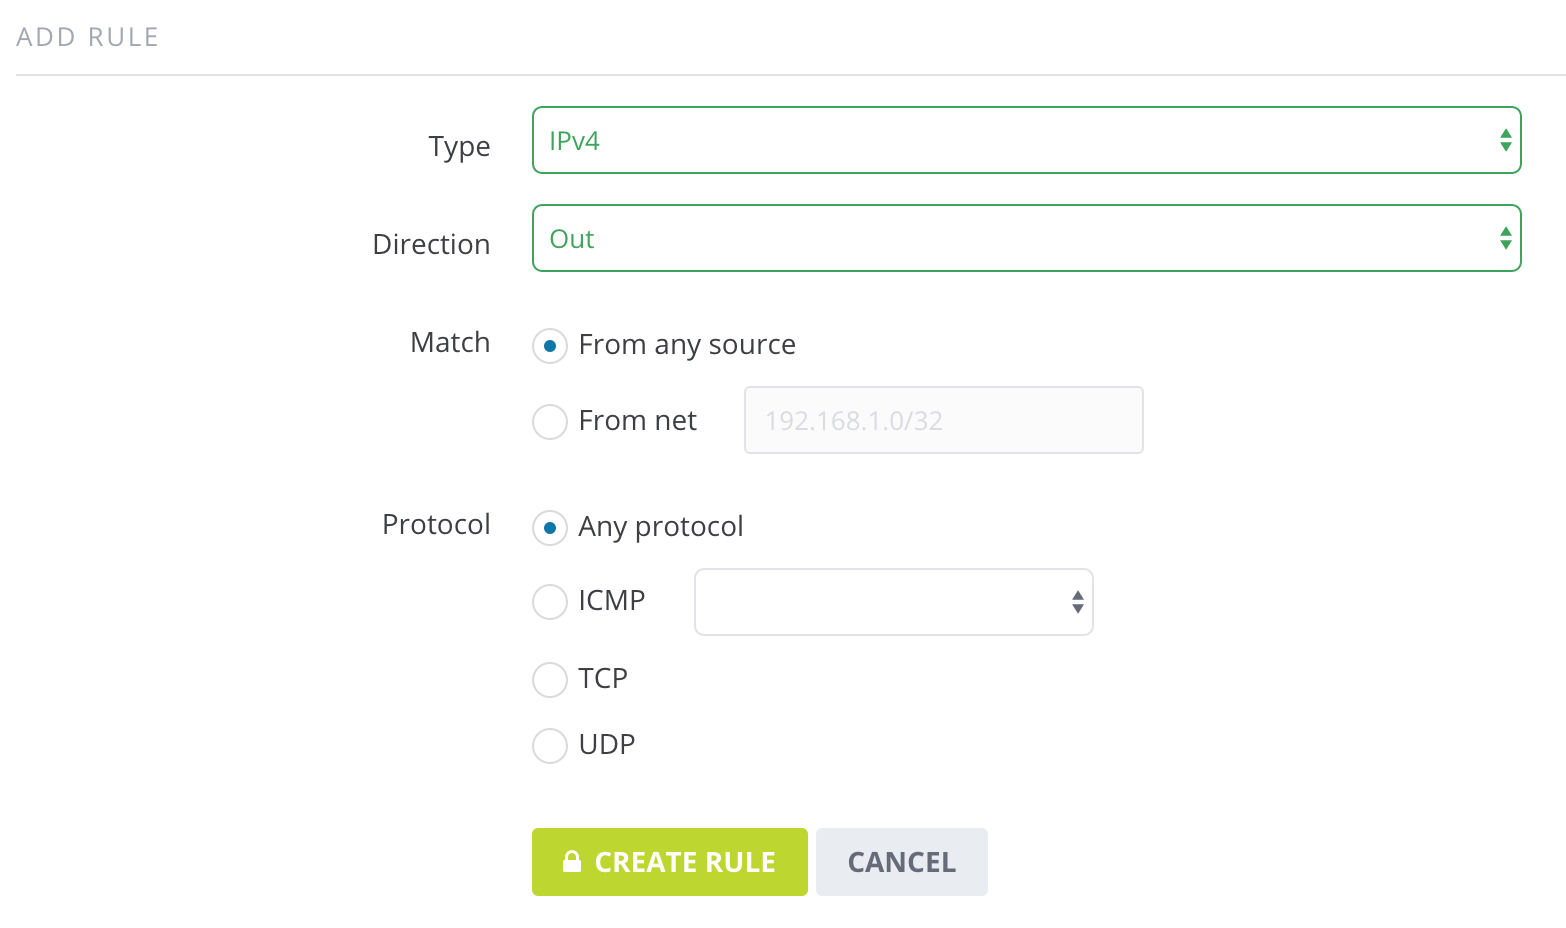 ADD RULE
Type
IPv4
Direction
Out
Match
From any source
From net
192.168.1.0/32
Protocol
Any protocol
ICMP
TCP
UDP
CREATE RULE
CANCEL